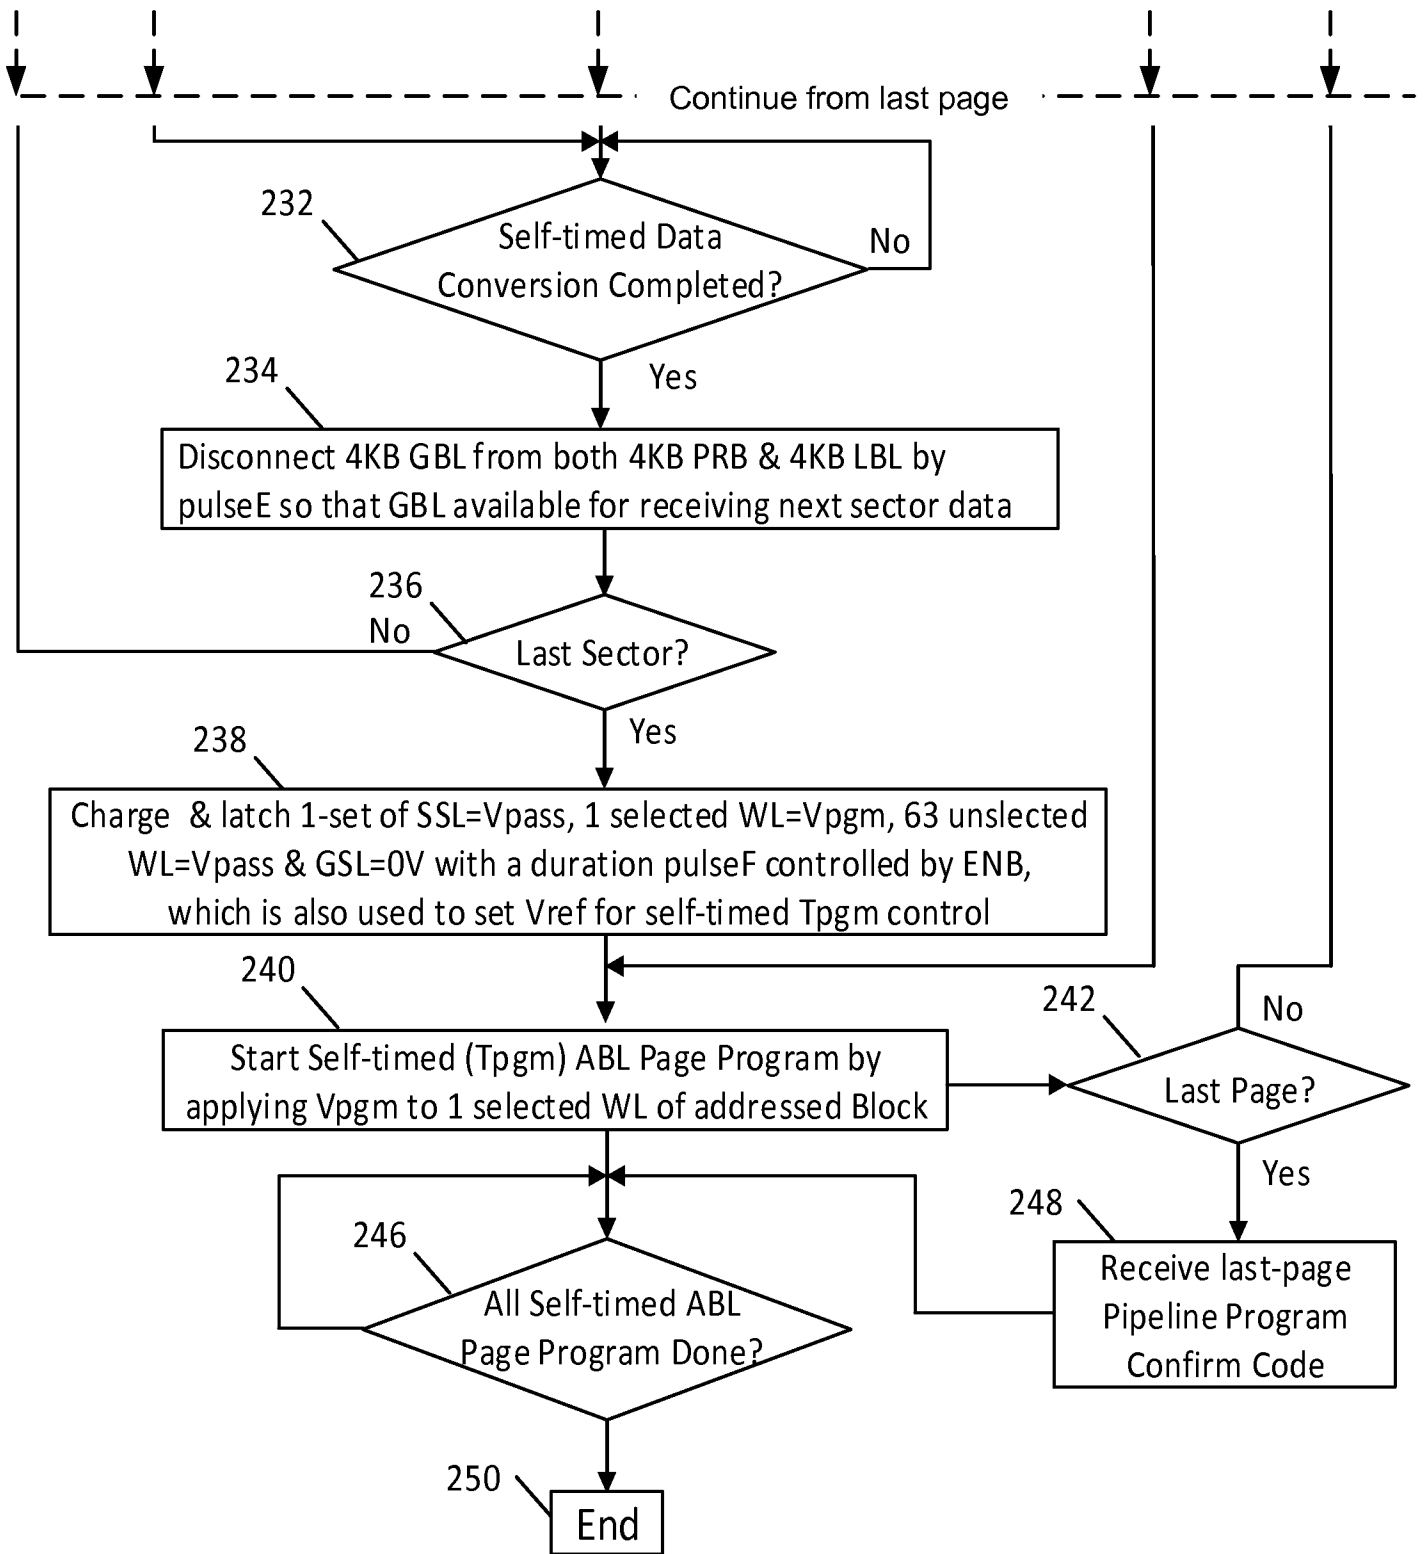 Continue from last page
232
Self-timed Data
Conversion Completed?
No
Yes
234
Disconnect 4KB GBL from both 4KB PRB & 4KB LBL by
pulseE so that GBL available for receiving next sector data
236
No
Last Sector?
Yes
238
Charge & latch 1-set of SSL=Vpass, 1 selected WL=Vpgm, 63 unslected
WL=Vpass & GSL=0V with a duration pulseF controlled by ENB,
which is also used to set Vref for self-timed Tpgm control
240
Start Self-timed (Tpgm) ABL Page Program by
applying Vpgm to 1 selected WL of addressed Block
242
No
Last Page?
Yes
248
Receive last-page
Pipeline Program
Confirm Code
246
All Self-timed ABL
Page Program Done?
250
End